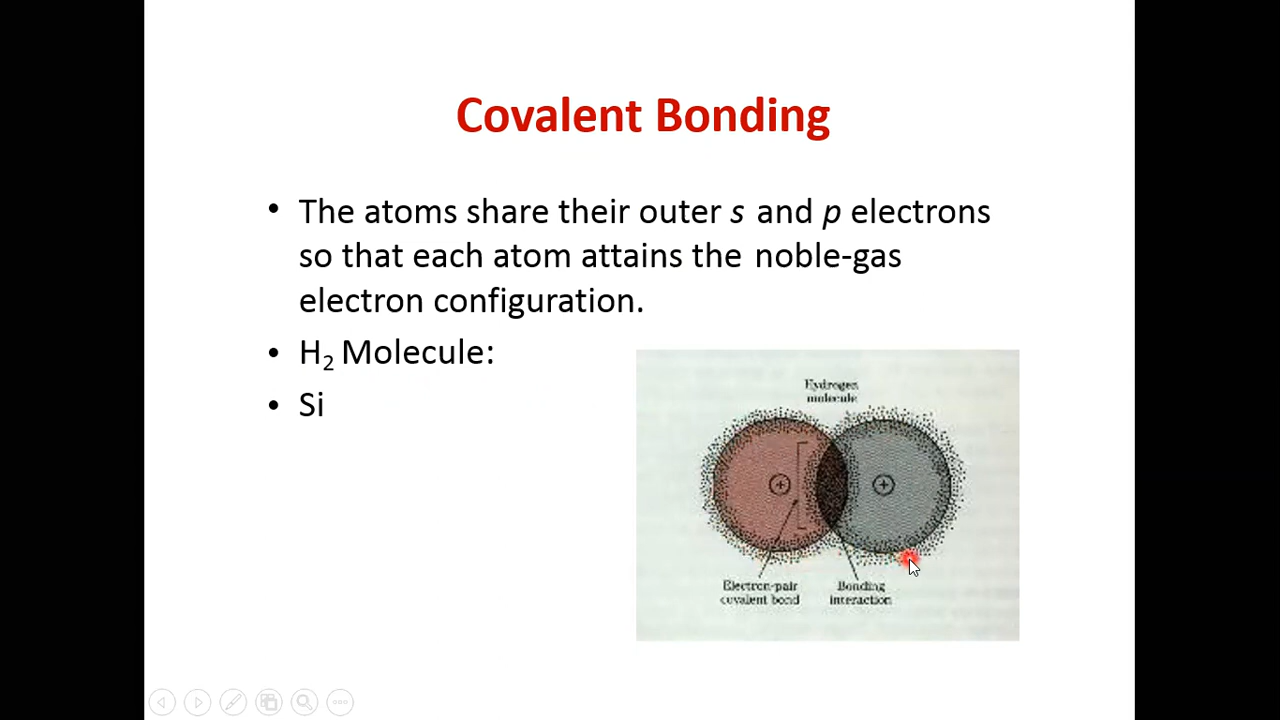 Covalent Bonding
• The atoms share their outer s and p electrons
so that each atom attains the noble-gas
electron configuration.
• H₂ Molecule:
• Si
Hydrogen
molecule
+ +
Electron-pair
covalent bond
Bonding
interaction